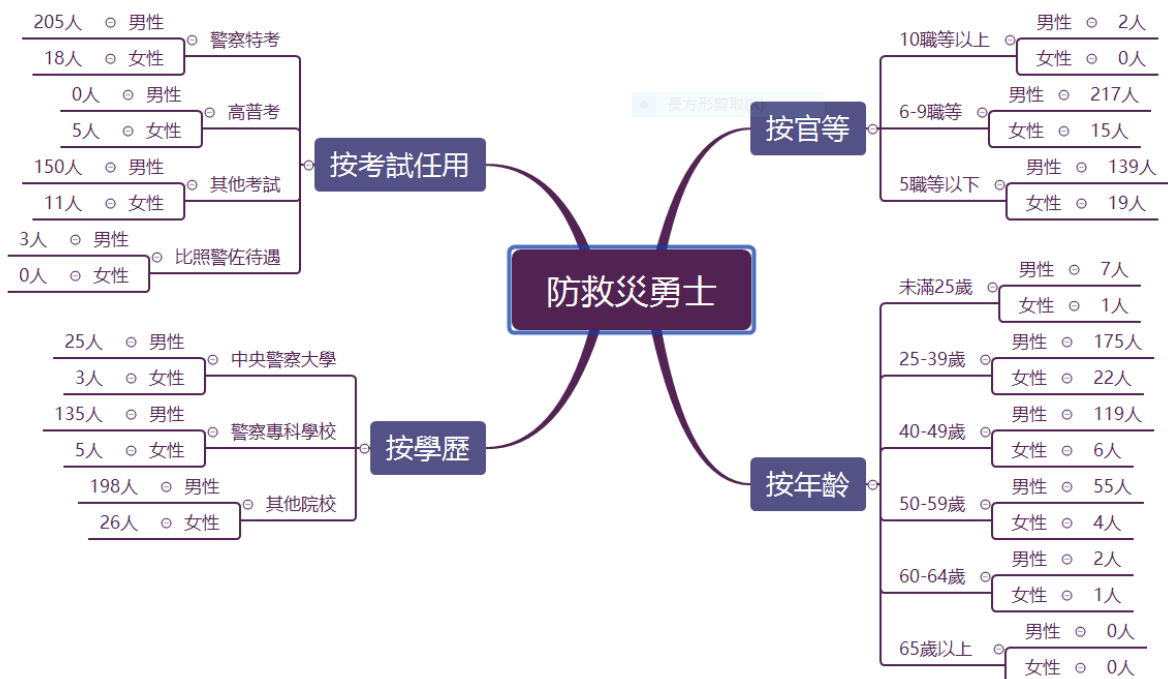 防救災勇士
按考試任用
警察特考
男性 205人
女性 18人
高普考
男性 0人
女性 5人
其他考試
男性 150人
女性 11人
比照警佐待遇
男性 3人
女性 0人
按學歷
中央警察大學
男性 25人
女性 3人
警察專科學校
男性 135人
女性 5人
其他院校
男性 198人
女性 26人
按官等
10職等以上
男性 2人
女性 0人
6-9職等
男性 217人
女性 15人
5職等以下
男性 139人
女性 19人
按年齡
未滿25歲
男性 7人
女性 1人
25-39歲
男性 175人
女性 22人
40-49歲
男性 119人
女性 6人
50-59歲
男性 55人
女性 4人
60-64歲
男性 2人
女性 1人
65歲以上
男性 0人
女性 0人
長方形剪取(R)